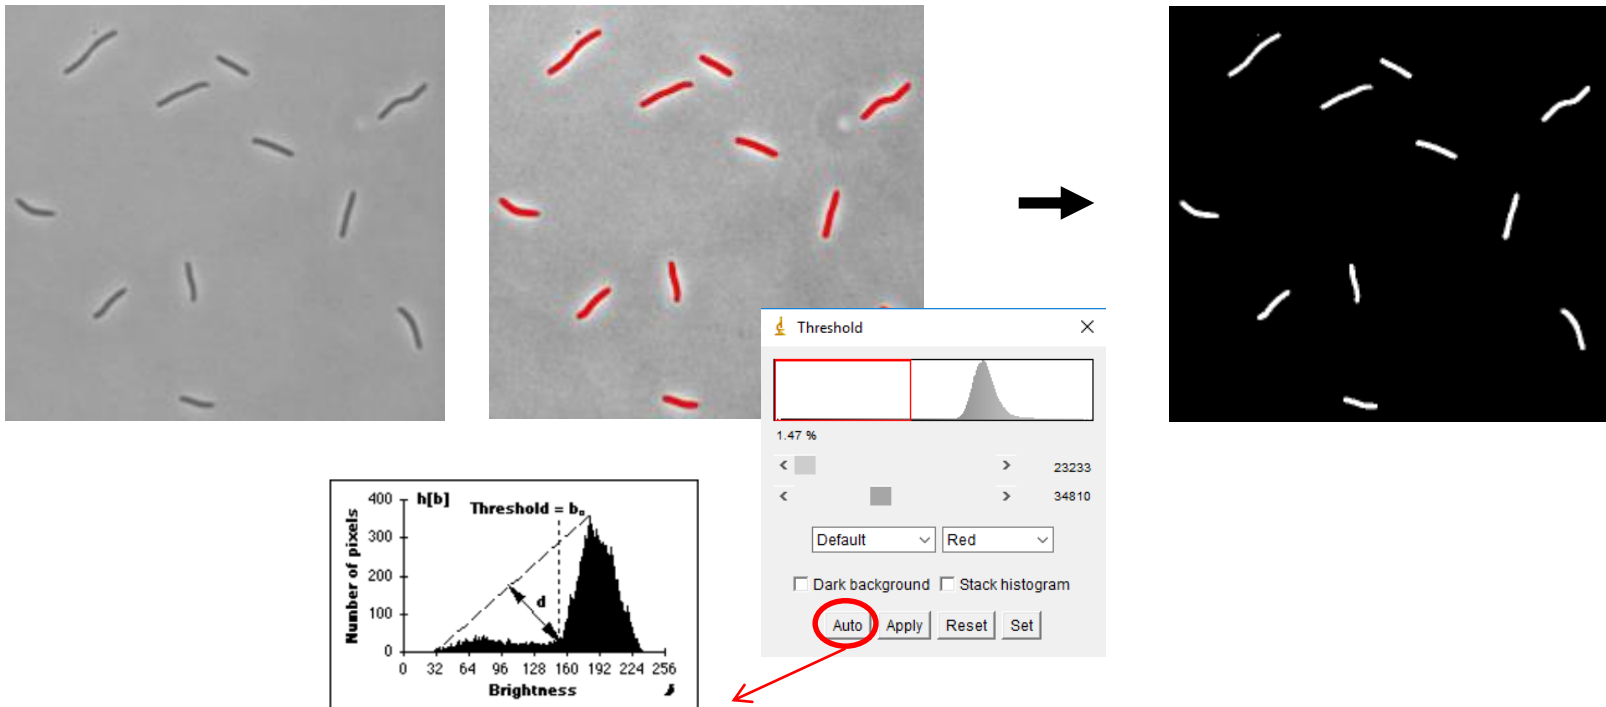 Threshold
1.47 %
23233
34810
Default Red
Dark background Stack histogram
Auto Apply Reset Set
h[b]
Threshold = b₀
Number of pixels
400
300
200
100
0
d
0 32 64 96 128 160 192 224 256
Brightness